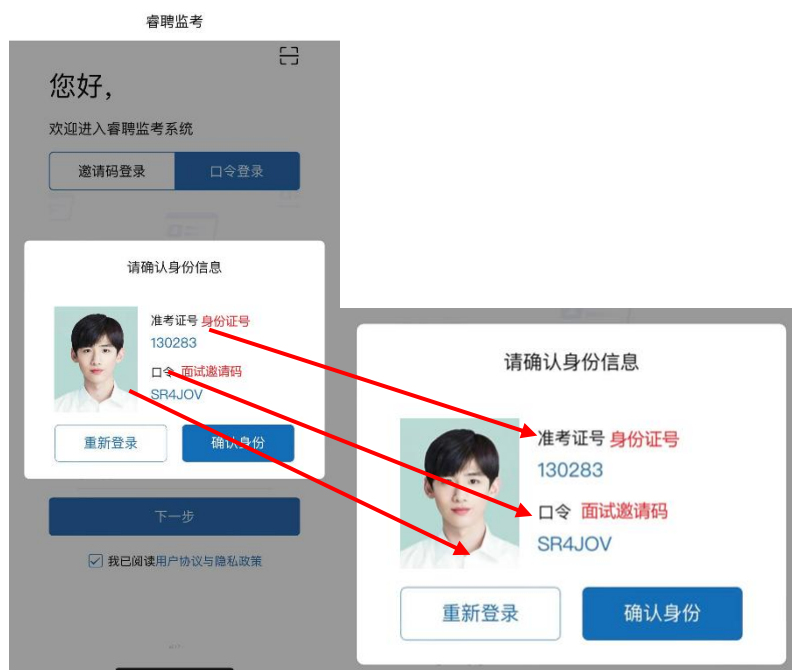 睿聘监考
您好，
欢迎进入睿聘监考系统
邀请码登录 口令登录
请确认身份信息
准考证号 身份证号
130283
口令 面试邀请码
SR4JOV
重新登录 确认身份
下一步
我已阅读用户协议与隐私政策
请确认身份信息
准考证号 身份证号
130283
口令 面试邀请码
SR4JOV
重新登录 确认身份